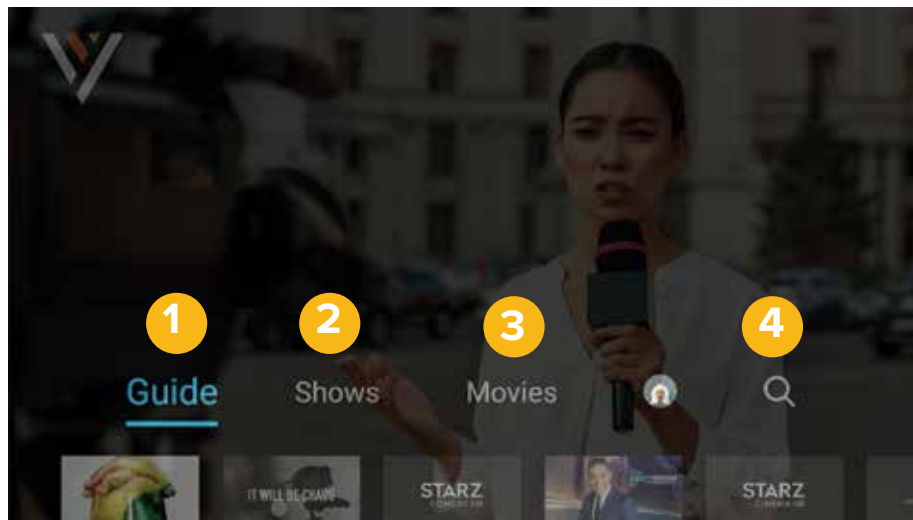 1
2
3
4
Guide
Shows
Movies
IT WILL BE CHAOS
STARZ
STARZ